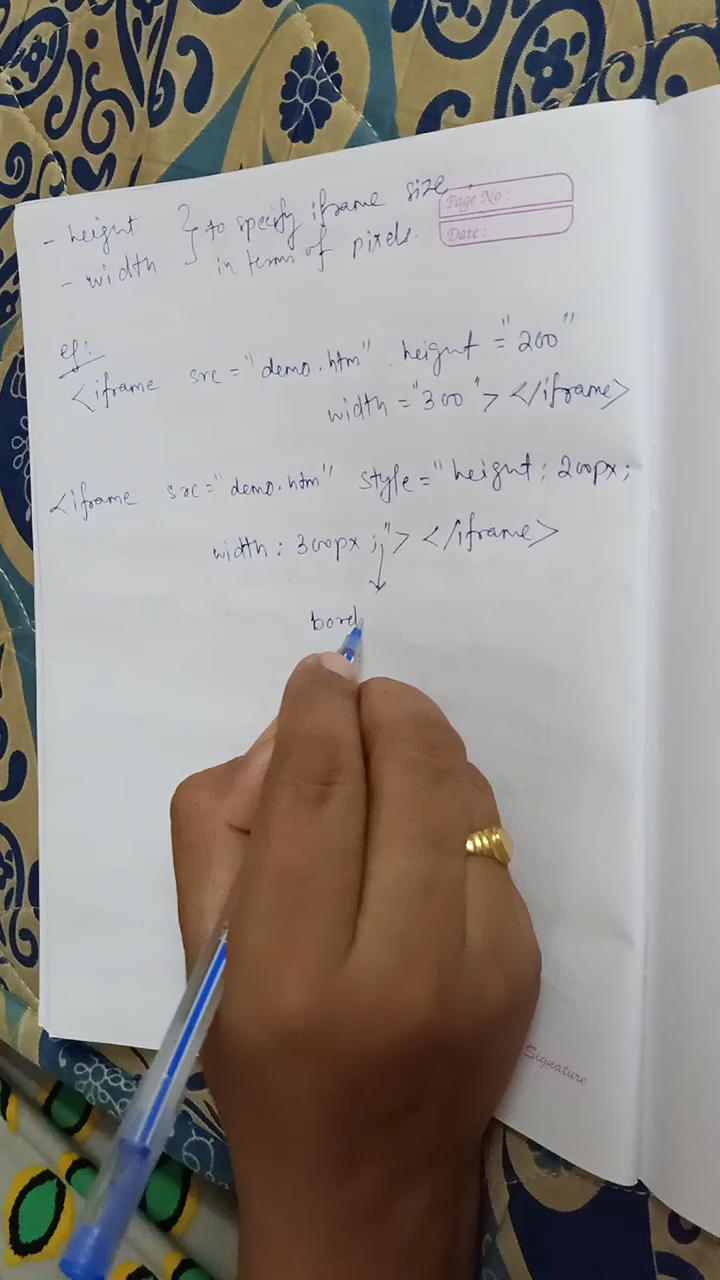 - height } to specify iframe size.
- width in terms of pixels.
Page No :
Date :
eg:
<iframe src="demo.htm" height="200"
width="300"></iframe>
<iframe src="demo.htm" style="height: 200px;
width: 300px;"></iframe>
bord
Signature